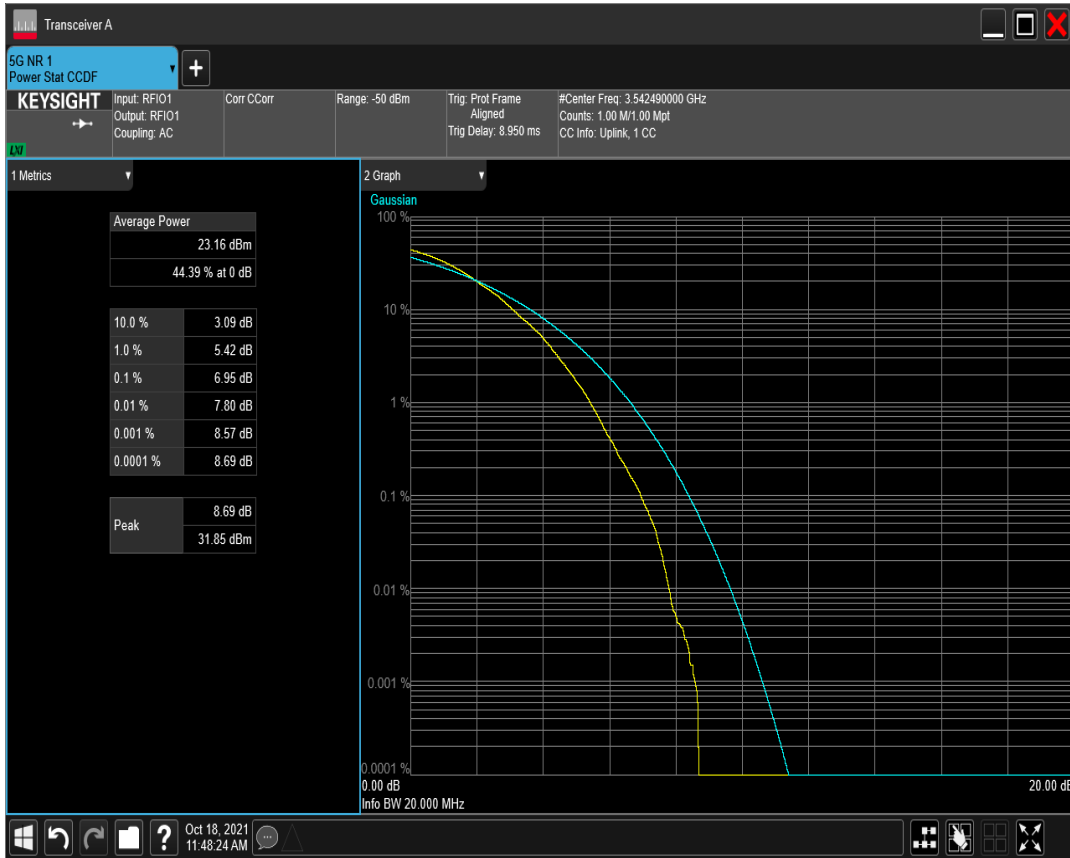 Transceiver A
5G NR 1
Power Stat CCDF
KEYSIGHT
LXI
Input: RFIO1
Output: RFIO1
Coupling: AC
Corr CCorr
Range: -50 dBm
Trig: Prot Frame
Aligned
Trig Delay: 8.950 ms
#Center Freq: 3.542490000 GHz
Counts: 1.00 M/1.00 Mpt
CC Info: Uplink, 1 CC
1 Metrics
Average Power
23.16 dBm
44.39 % at 0 dB
10.0 % 3.09 dB
1.0 % 5.42 dB
0.1 % 6.95 dB
0.01 % 7.80 dB
0.001 % 8.57 dB
0.0001 % 8.69 dB
Peak 8.69 dB
31.85 dBm
2 Graph
Gaussian
100 %
10 %
1 %
0.1 %
0.01 %
0.001 %
0.0001 %
0.00 dB 20.00 dB
Info BW 20.000 MHz
? Oct 18, 2021
11:48:24 AM